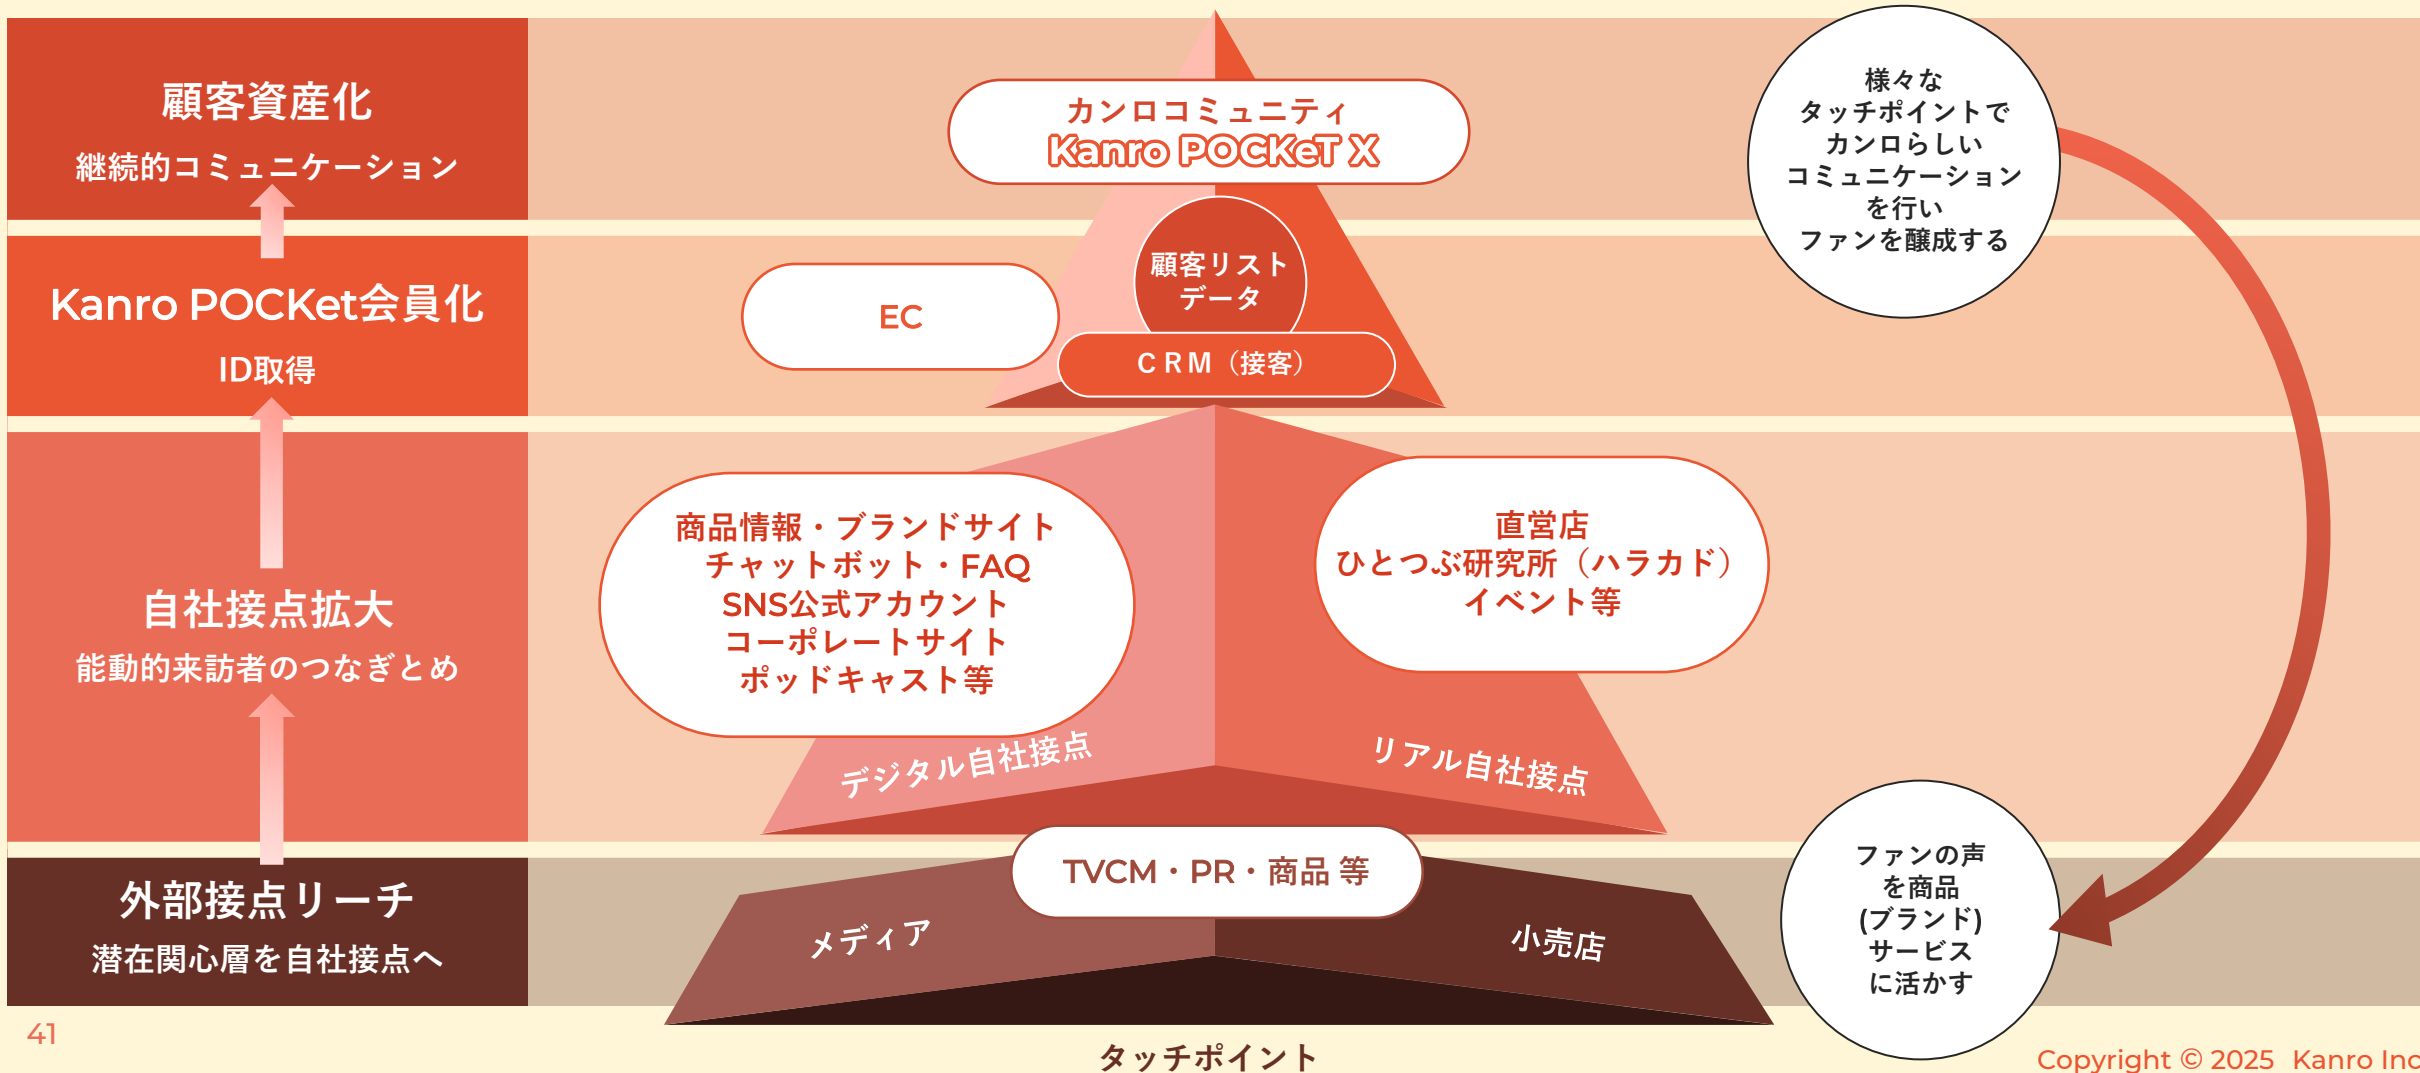 顧客資産化
継続的コミュニケーション
Kanro POCKet会員化
ID取得
自社接点拡大
能動的来訪者のつなぎとめ
外部接点リーチ
潜在関心層を自社接点へ
カンロコミュニティ
Kanro POCKeT X
顧客リスト
データ
CRM（接客）
EC
商品情報・ブランドサイト
チャットボット・FAQ
SNS公式アカウント
コーポレートサイト
ポッドキャスト等
デジタル自社接点
直営店
ひとつぶ研究所（ハラカド）
イベント等
リアル自社接点
TVCM・PR・商品 等
メディア
小売店
タッチポイント
様々な
タッチポイントで
カンロらしい
コミュニケーション
を行い
ファンを醸成する
ファンの声
を商品
(ブランド)
サービス
に活かす
41
Copyright © 2025 Kanro Inc